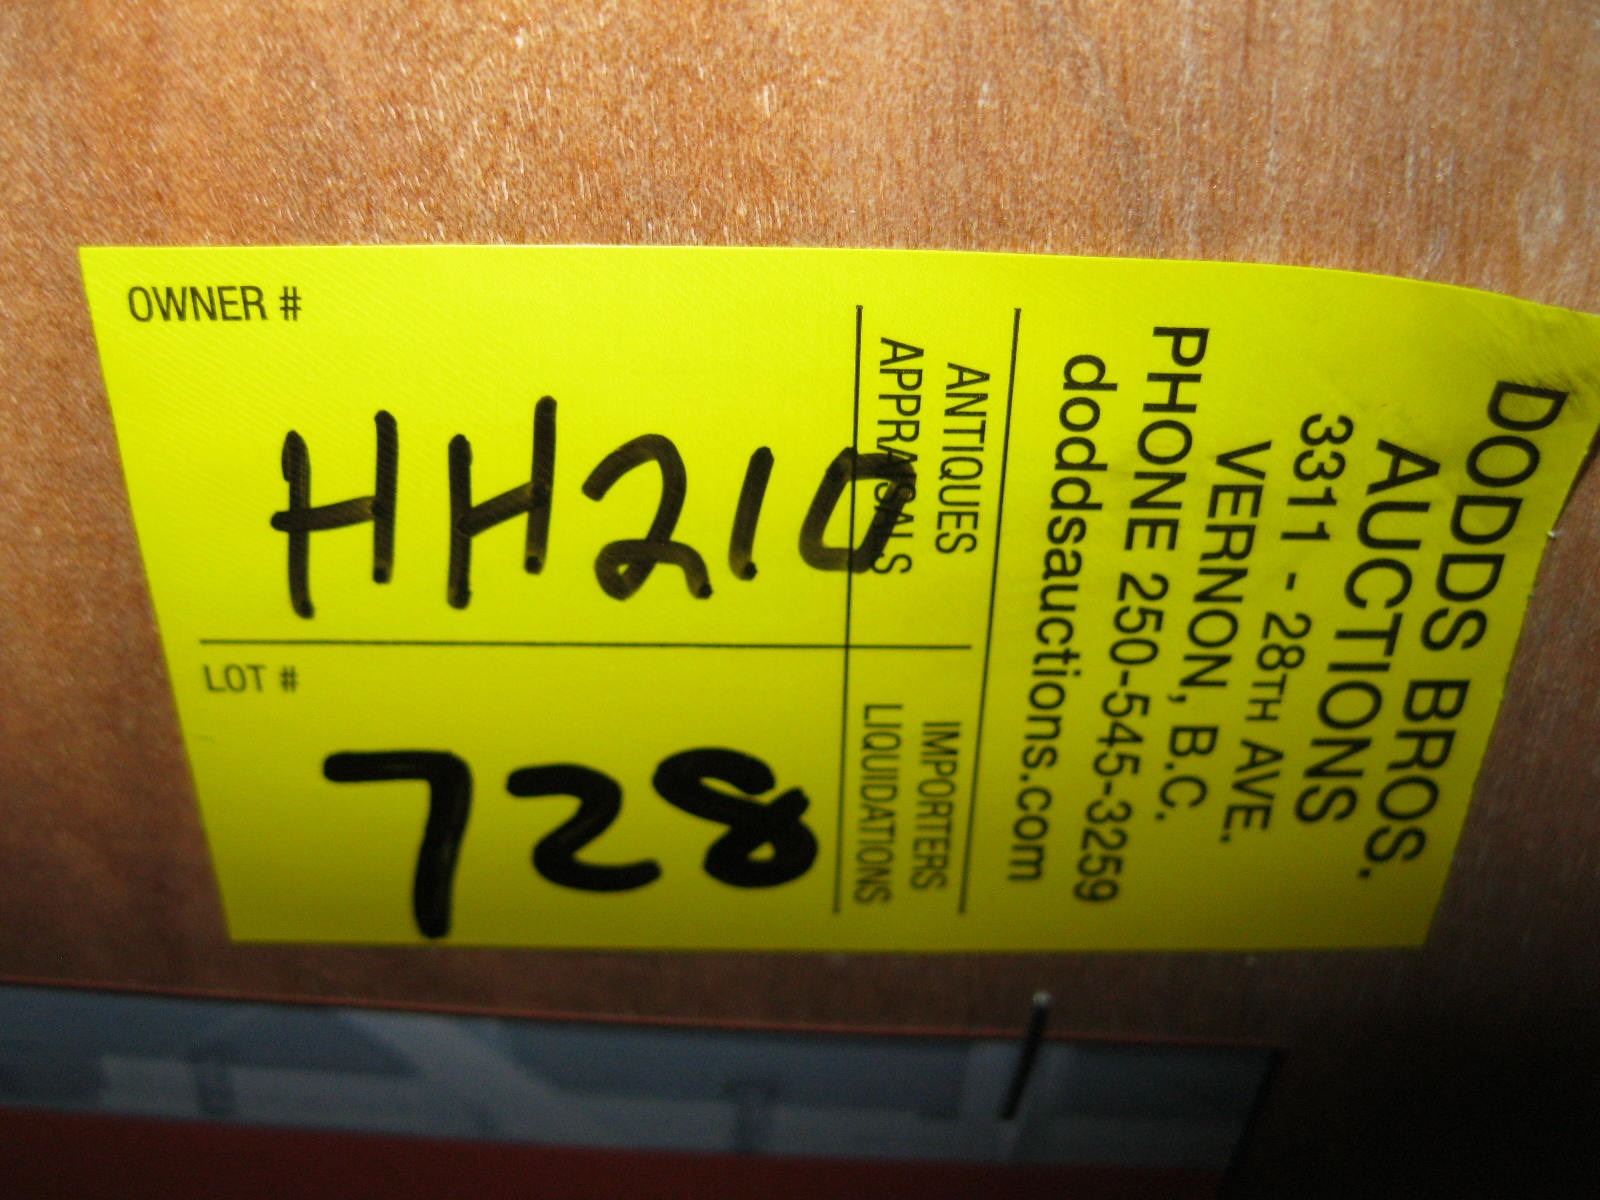 OWNER #
HH210
LOT #
728
ANTIQUES
APPRAISALS
IMPORTERS
LIQUIDATIONS
DODDS BROS.
AUCTIONS
3311 - 28TH AVE.
VERNON, B.C.
PHONE 250-545-3259
doddsauctions.com